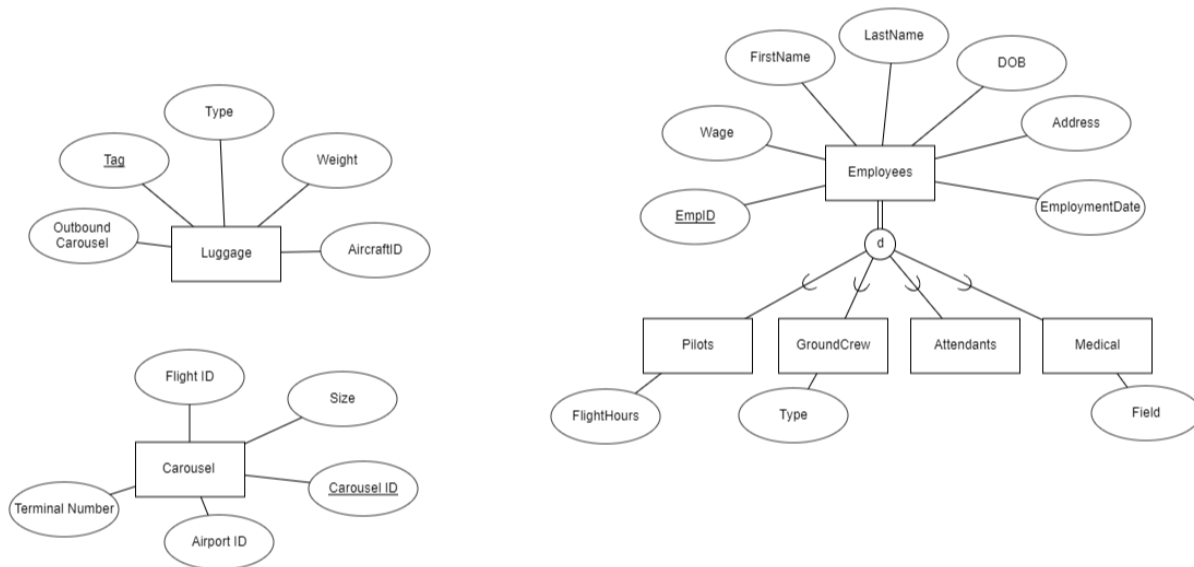 Type
Tag
Weight
Outbound
Carousel
Luggage
AircraftID
Flight ID
Size
Carousel
Carousel ID
Terminal Number
Airport ID
LastName
FirstName
DOB
Wage
Address
Employees
EmpID
EmploymentDate
d
Pilots
GroundCrew
Attendants
Medical
FlightHours
Type
Field